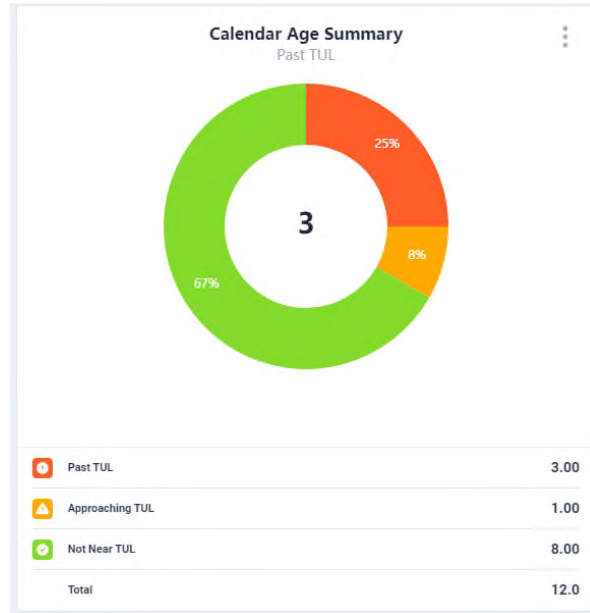 Calendar Age Summary
Past TUL
25%
8%
3
67%
Past TUL 3.00
Approaching TUL 1.00
Not Near TUL 8.00
Total 12.0